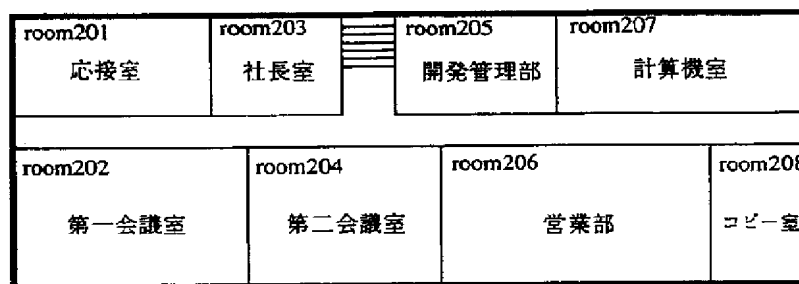 room201
応接室
room203
社長室
room205
開発管理部
room207
計算機室
room202
第一会議室
room204
第二会議室
room206
営業部
room208
コピー室